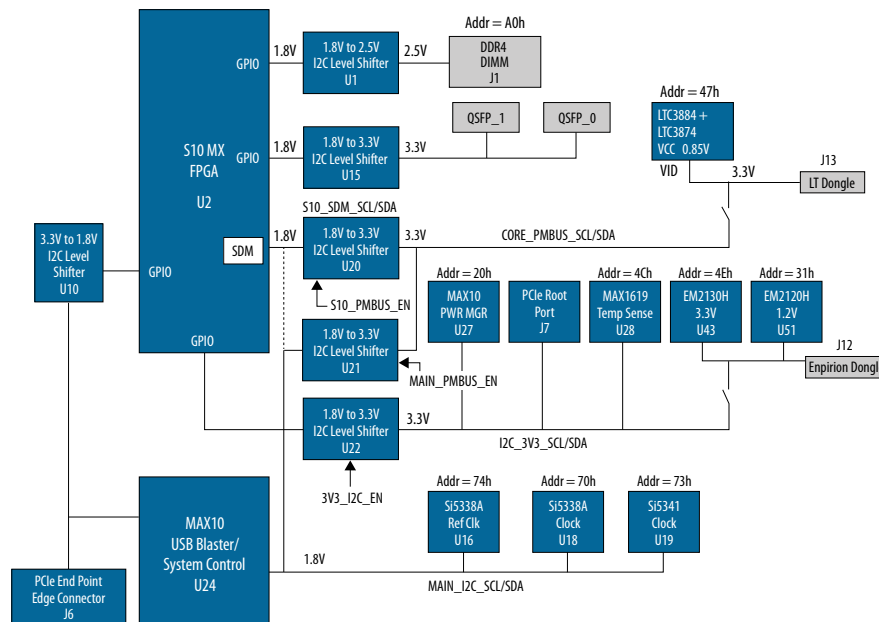 Addr = A0h
1.8V
1.8V to 2.5V
I2C Level Shifter
U1
2.5V
DDR4
DIMM
J1
GPIO
Addr = 47h
LTC3884 +
LTC3874
VCC 0.85V
VID
QSFP_1
QSFP_0
S10 MX
FPGA
U2
GPIO
1.8V
1.8V to 3.3V
I2C Level Shifter
U15
3.3V
J13
3.3V
LT Dongle
S10_SDM_SCL/SDA
3.3V to 1.8V
I2C Level
Shifter
U10
SDM
1.8V
1.8V to 3.3V
I2C Level Shifter
U20
3.3V
CORE_PMBUS_SCL/SDA
GPIO
S10_PMBUS_EN
Addr = 20h
MAX10
PWR MGR
U27
PCIe Root
Port
J7
Addr = 4Ch
MAX1619
Temp Sense
U28
Addr = 4Eh
EM2130H
3.3V
U43
Addr = 31h
EM2120H
1.2V
U51
GPIO
1.8V to 3.3V
I2C Level Shifter
U21
MAIN_PMBUS_EN
J12
Enpirion Dongl
1.8V to 3.3V
I2C Level Shifter
U22
3.3V
I2C_3V3_SCL/SDA
3V3_I2C_EN
MAX10
USB Blaster/
System Control
U24
Addr = 74h
Si5338A
Ref Clk
U16
Addr = 70h
Si5338A
Clock
U18
Addr = 73h
Si5341
Clock
U19
1.8V
MAIN_I2C_SCL/SDA
PCIe End Point
Edge Connector
J6